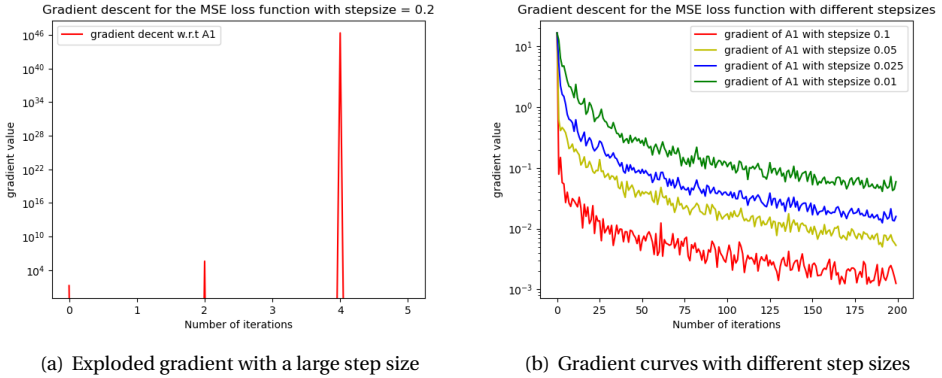 Gradient descent for the MSE loss function with stepsize = 0.2
gradient decent w.r.t A1
gradient value
10^46
10^40
10^34
10^28
10^22
10^16
10^10
10^4
0 1 2 3 4 5
Number of iterations
(a) Exploded gradient with a large step size
Gradient descent for the MSE loss function with different stepsizes
gradient of A1 with stepsize 0.1
gradient of A1 with stepsize 0.05
gradient of A1 with stepsize 0.025
gradient of A1 with stepsize 0.01
gradient value
10^1
10^0
10^-1
10^-2
10^-3
0 25 50 75 100 125 150 175 200
Number of iterations
(b) Gradient curves with different step sizes